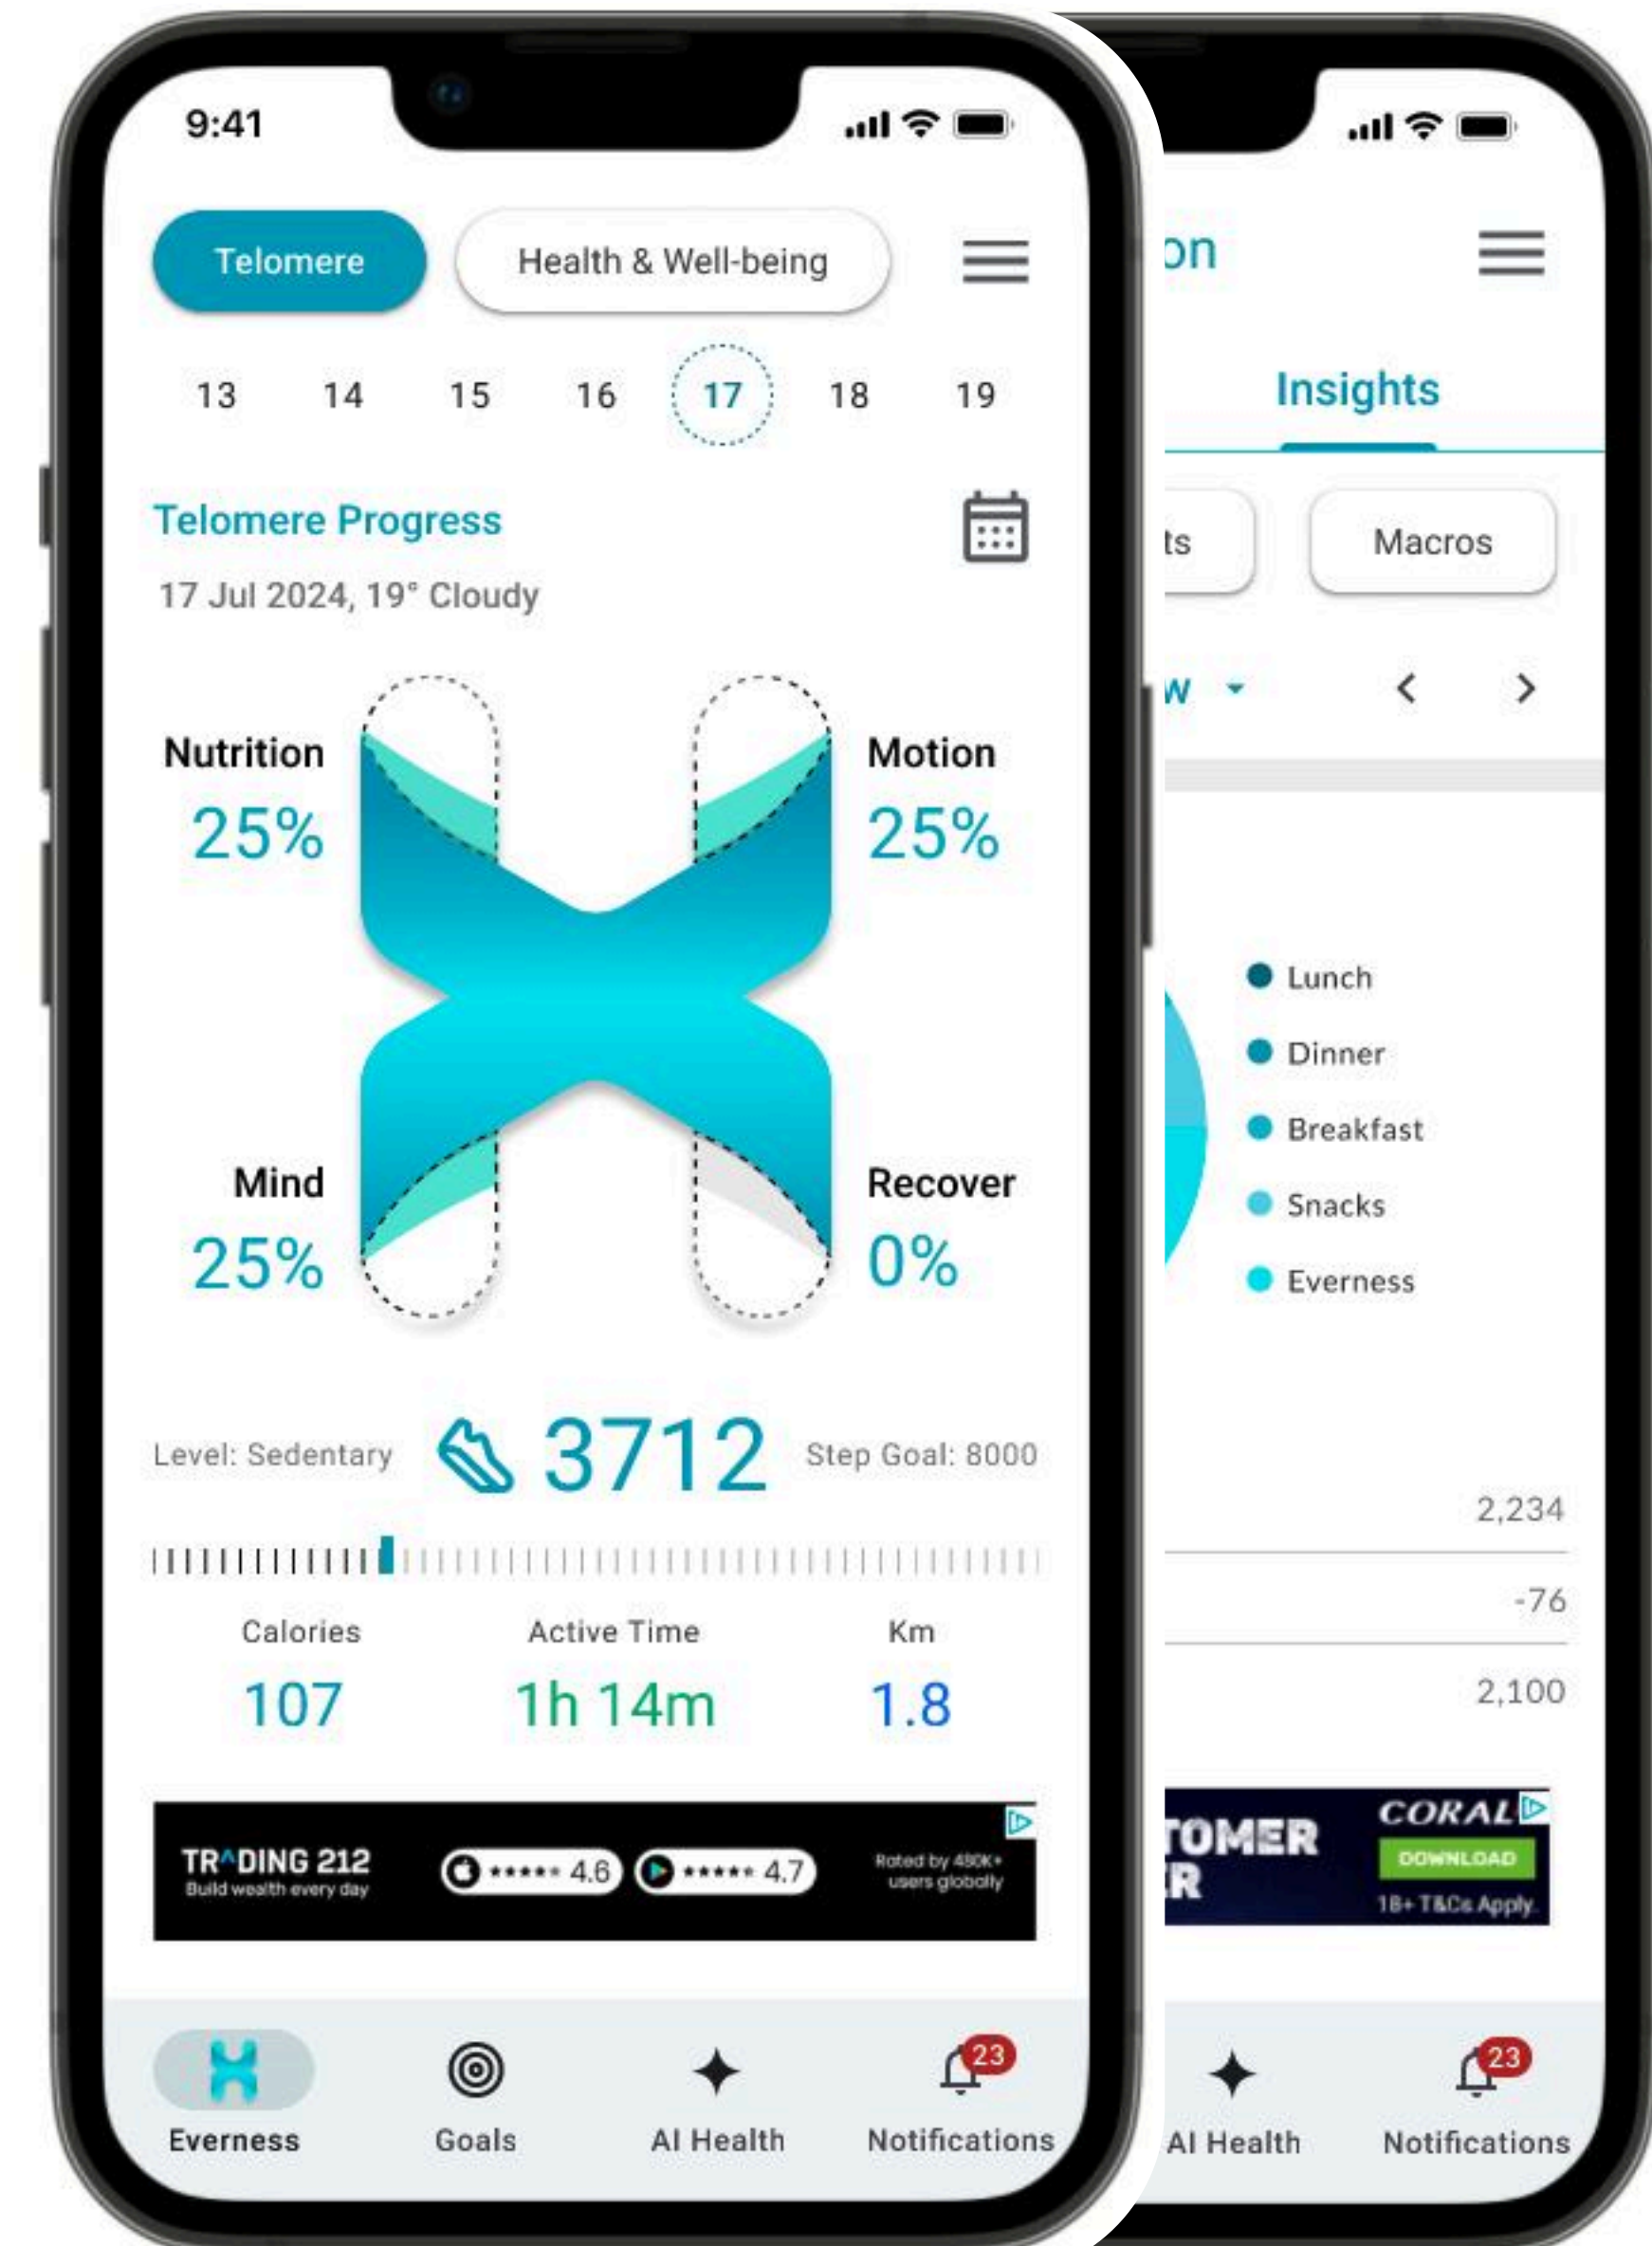 9:41
Telomere
Health & Well-being
13 14 15 16 17 18 19
Telomere Progress
17 Jul 2024, 19° Cloudy
Nutrition
25%
Motion
25%
Mind
25%
Recover
0%
Level: Sedentary
3712
Step Goal: 8000
Calories
107
Active Time
1h 14m
Km
1.8
TR^DING 212
Build wealth every day
4.6
4.7
Rated by 480K+
users globally
Everness
Goals
AI Health
23
Notifications
on
Insights
ts
Macros
w
Lunch
Dinner
Breakfast
Snacks
Everness
2,234
-76
2,100
TOMER
R
CORAL
DOWNLOAD
18+ T&Cs Apply.
AI Health
23
Notifications